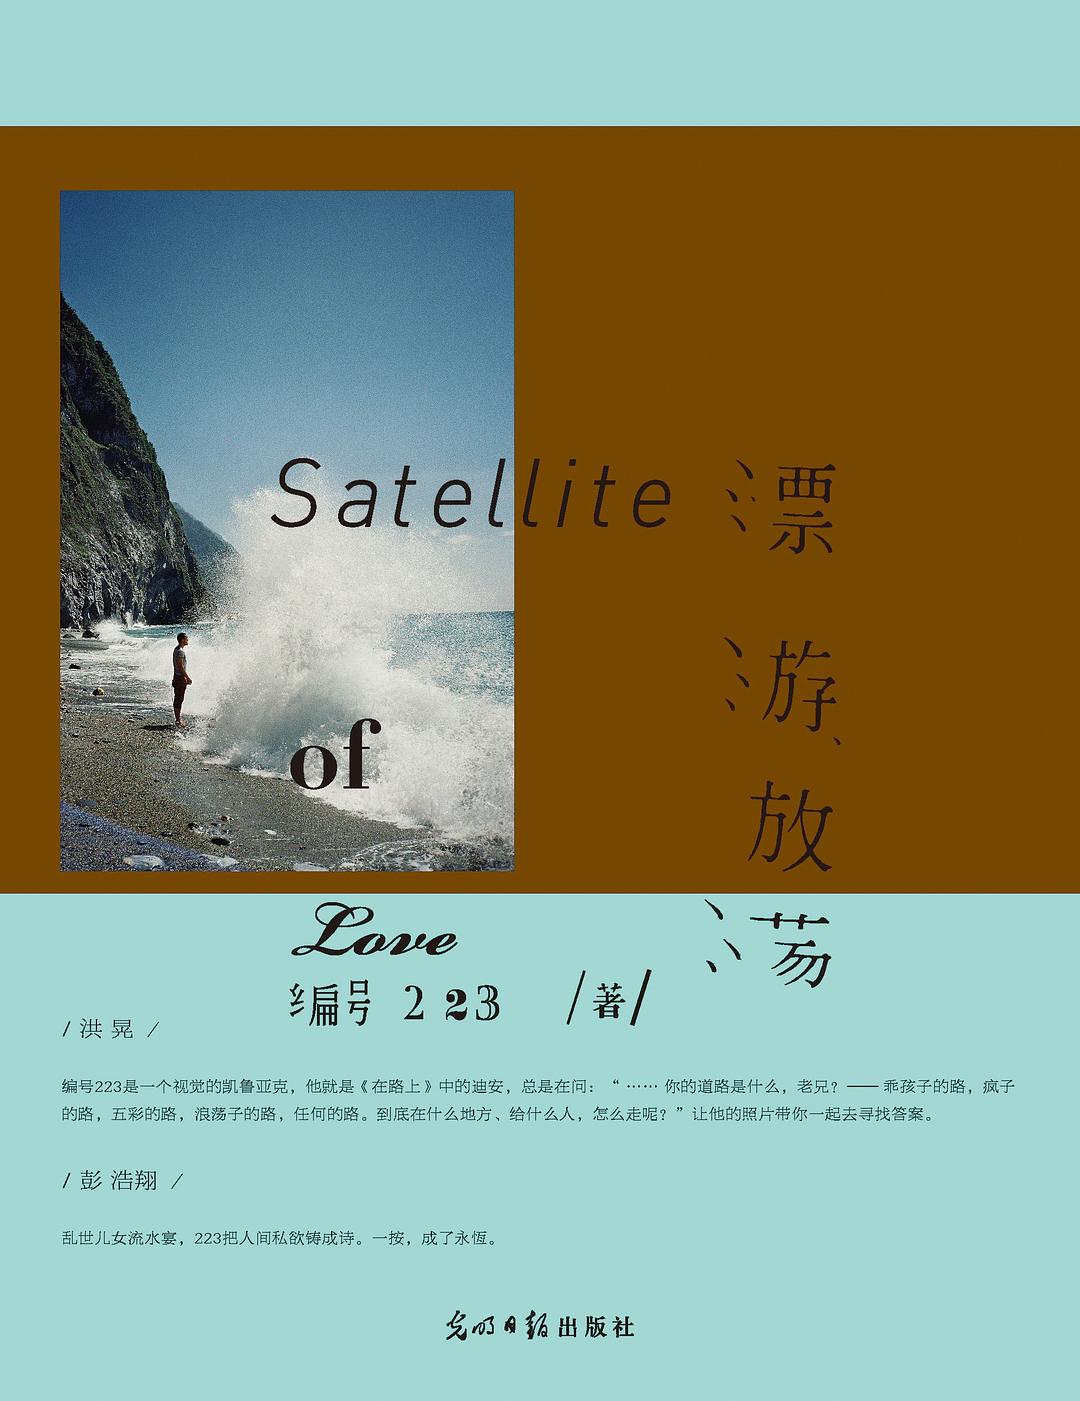 Satellite
of
Love
漂
游、
放
荡
编号 223 /著/
/ 洪 晃 /
编号223是一个视觉的凯鲁亚克，他就是《在路上》中的迪安，总是在问：“ …… 你的道路是什么，老兄？—— 乖孩子的路，疯子
的路，五彩的路，浪荡子的路，任何的路。到底在什么地方、给什么人，怎么走呢？”让他的照片带你一起去寻找答案。
/ 彭 浩翔 /
乱世儿女流水宴，223把人间私欲铸成诗。一按，成了永恆。
光明日报出版社